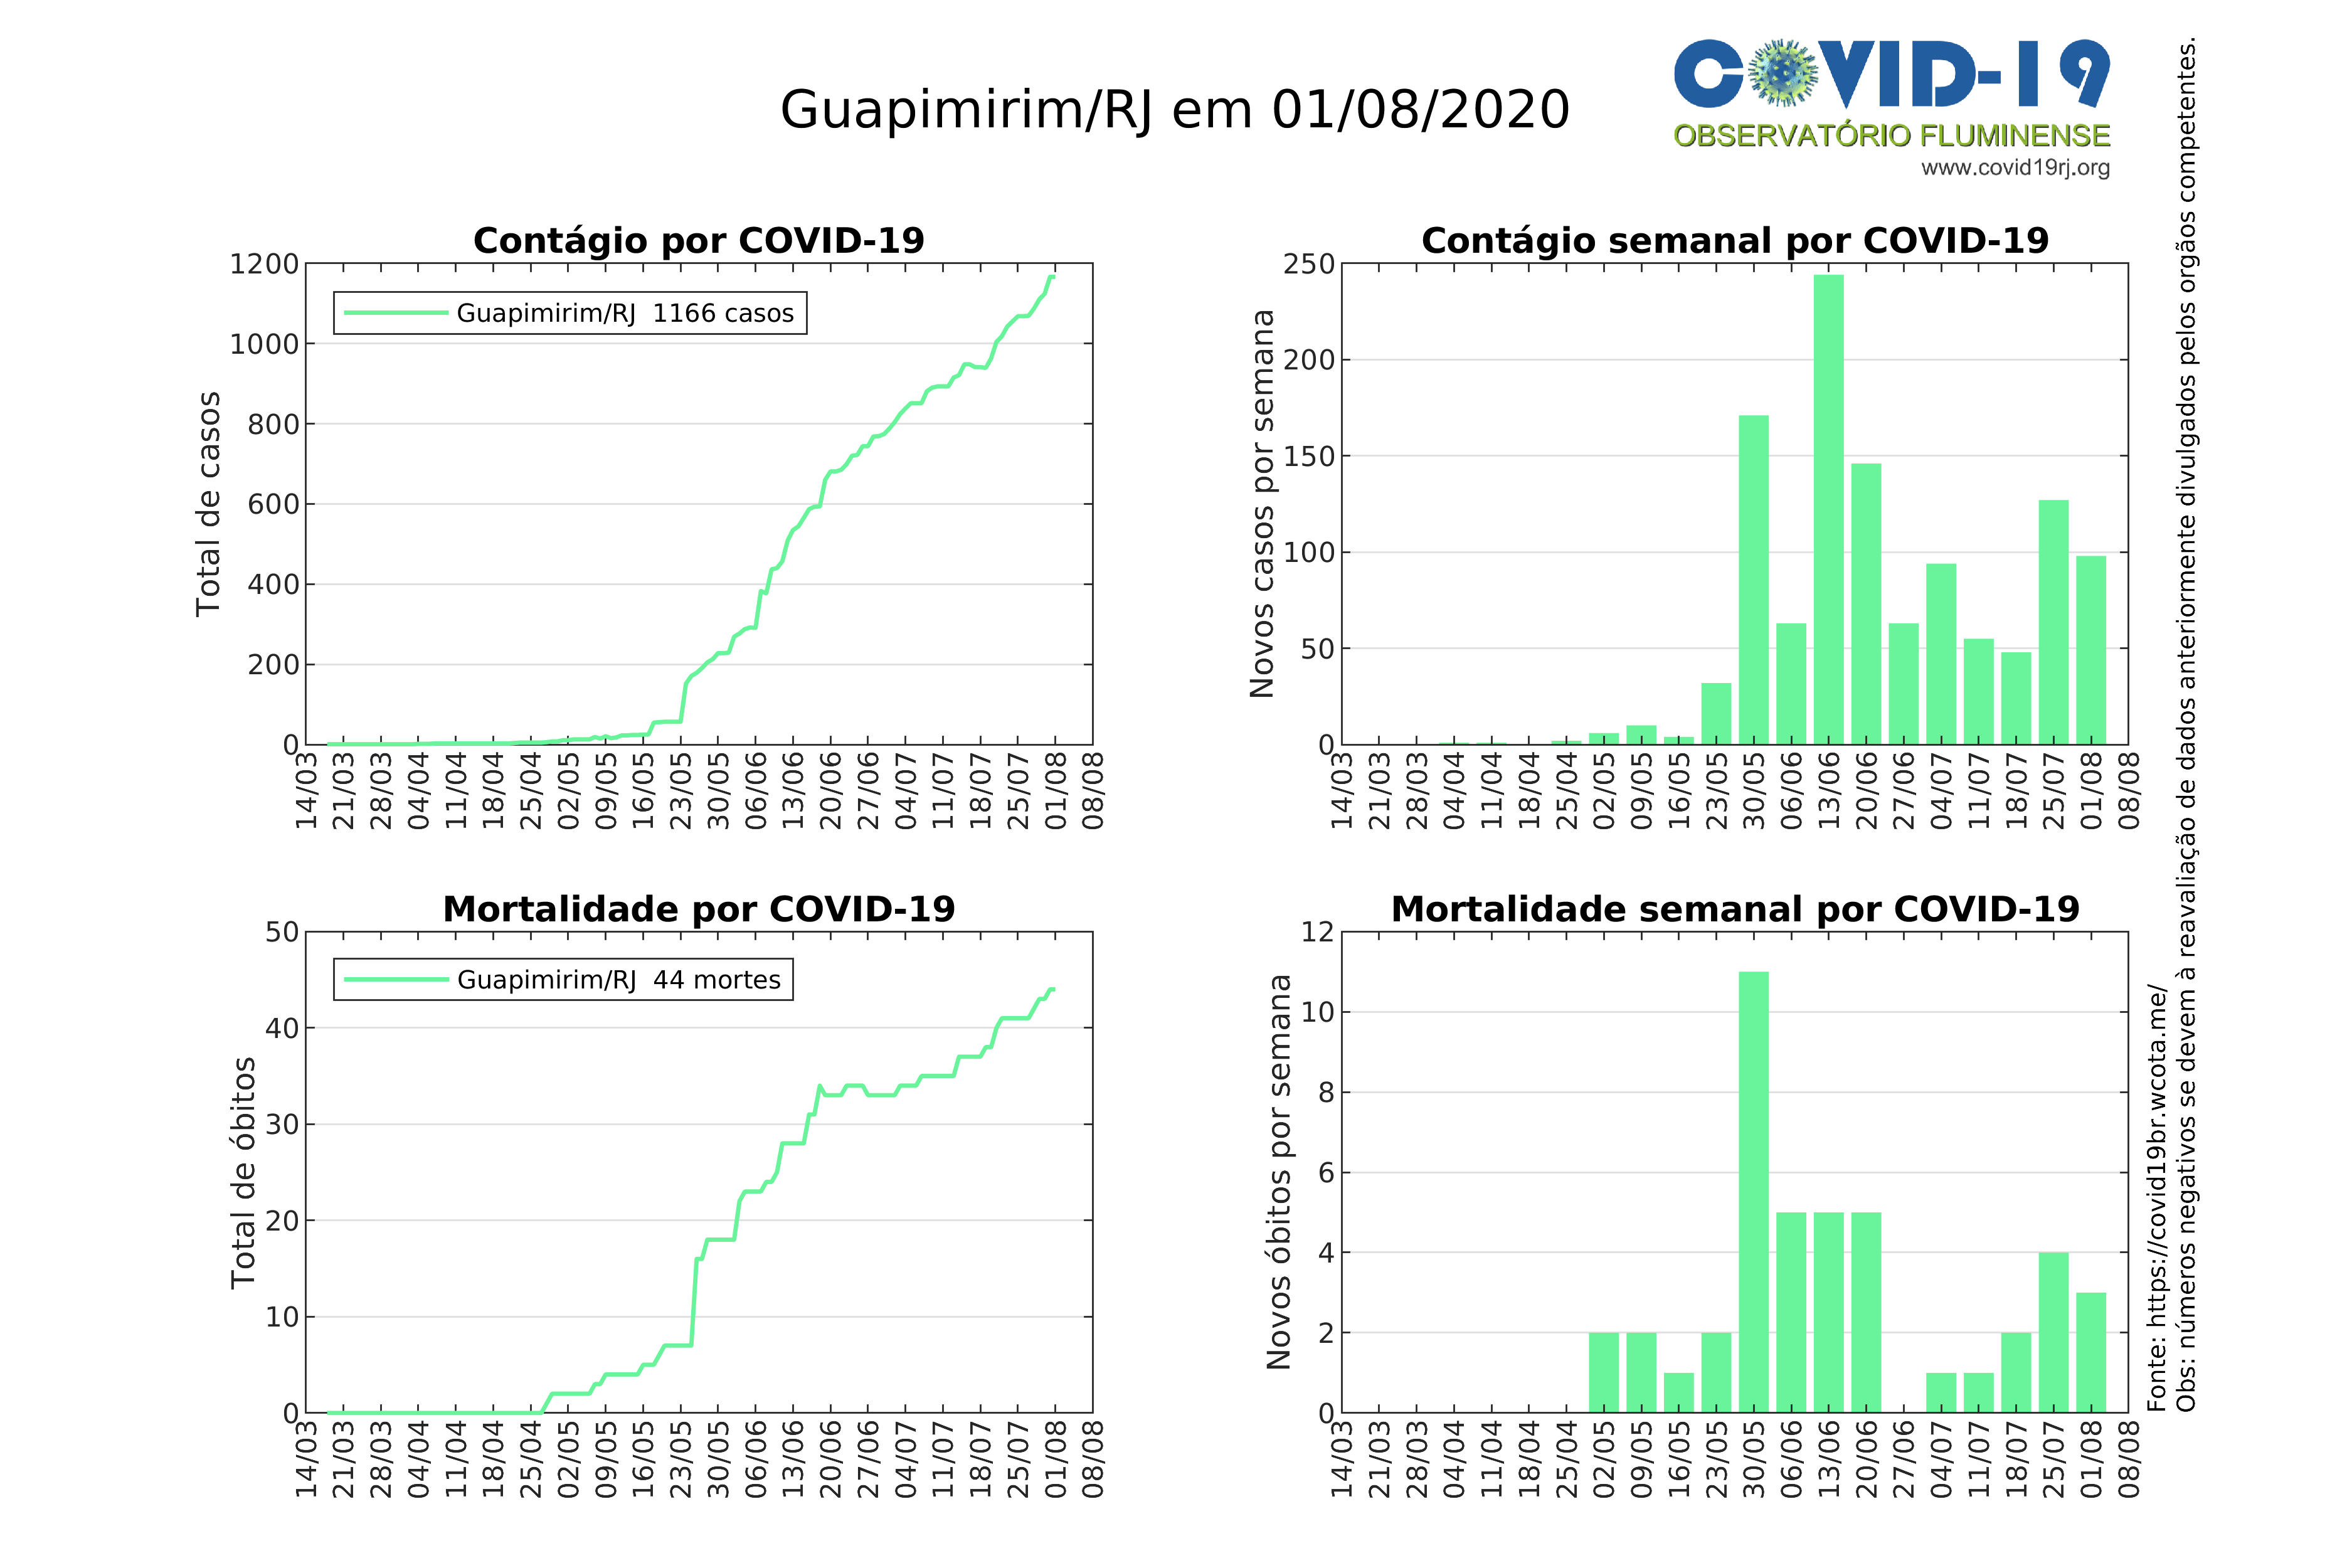 Guapimirim/RJ em 01/08/2020
COVID-19
OBSERVATÓRIO FLUMINENSE
www.covid19rj.org
Contágio por COVID-19
Total de casos
1200
1000
800
600
400
200
0
Guapimirim/RJ 1166 casos
14/03 21/03 28/03 04/04 11/04 18/04 25/04 02/05 09/05 16/05 23/05 30/05 06/06 13/06 20/06 27/06 04/07 11/07 18/07 25/07 01/08 08/08
Contágio semanal por COVID-19
Novos casos por semana
250
200
150
100
50
0
14/03 21/03 28/03 04/04 11/04 18/04 25/04 02/05 09/05 16/05 23/05 30/05 06/06 13/06 20/06 27/06 04/07 11/07 18/07 25/07 01/08 08/08
Mortalidade por COVID-19
Total de óbitos
50
40
30
20
10
0
Guapimirim/RJ 44 mortes
14/03 21/03 28/03 04/04 11/04 18/04 25/04 02/05 09/05 16/05 23/05 30/05 06/06 13/06 20/06 27/06 04/07 11/07 18/07 25/07 01/08 08/08
Mortalidade semanal por COVID-19
Novos óbitos por semana
12
10
8
6
4
2
0
14/03 21/03 28/03 04/04 11/04 18/04 25/04 02/05 09/05 16/05 23/05 30/05 06/06 13/06 20/06 27/06 04/07 11/07 18/07 25/07 01/08 08/08
Fonte: https://covid19br.wcota.me/
Obs: números negativos se devem à reavaliação de dados anteriormente divulgados pelos orgãos competentes.